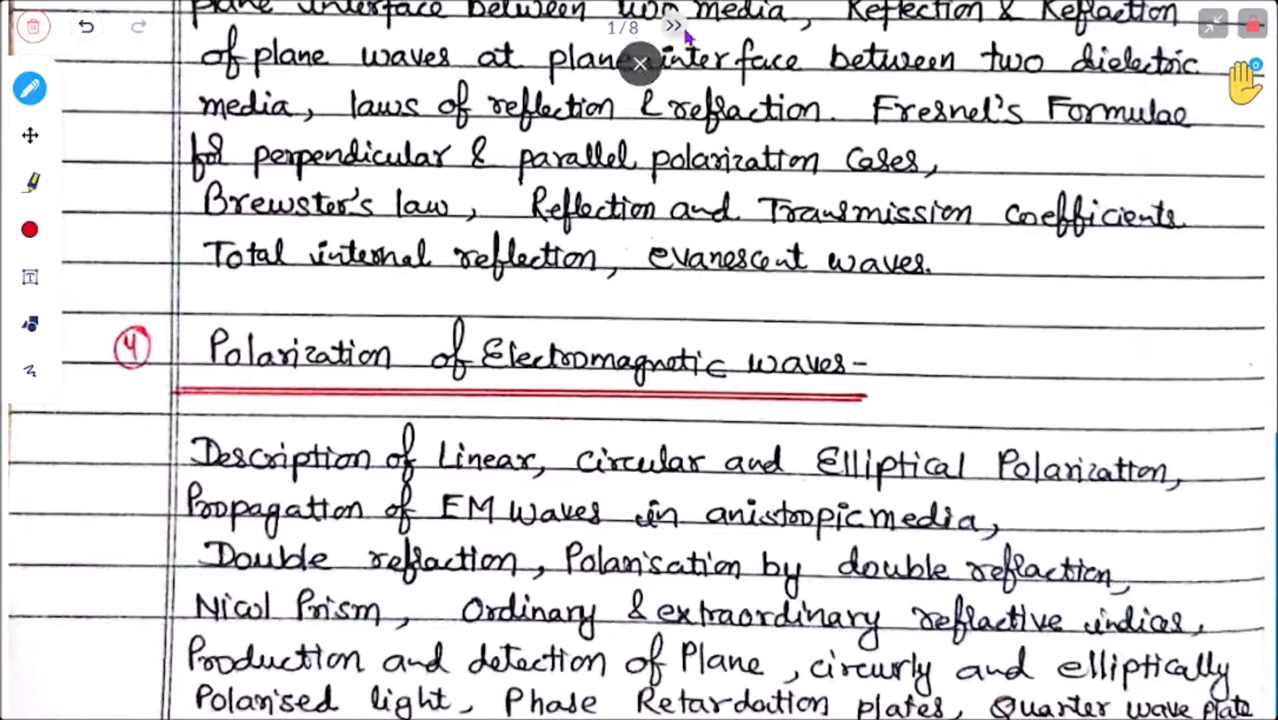 plane interface between two media, Reflection & Refraction
1/8
of plane waves at plane interface between two dielectric
media, laws of reflection & refraction. Fresnel's Formulae
for perpendicular & parallel polarization Cases,
Brewster's law, Reflection and Transmission coefficients.
Total internal reflection, evanescent waves.
4 Polarization of Electromagnetic waves-
Description of Linear, circular and Elliptical Polarization,
Propagation of EM waves in anistropic media,
Double refraction, Polarisation by double refraction,
Nicol Prism, Ordinary & extraordinary refractive indices,
Production and detection of Plane, circurly and elliptically
Polarised light, Phase Retardation plates, Quarter wave plate